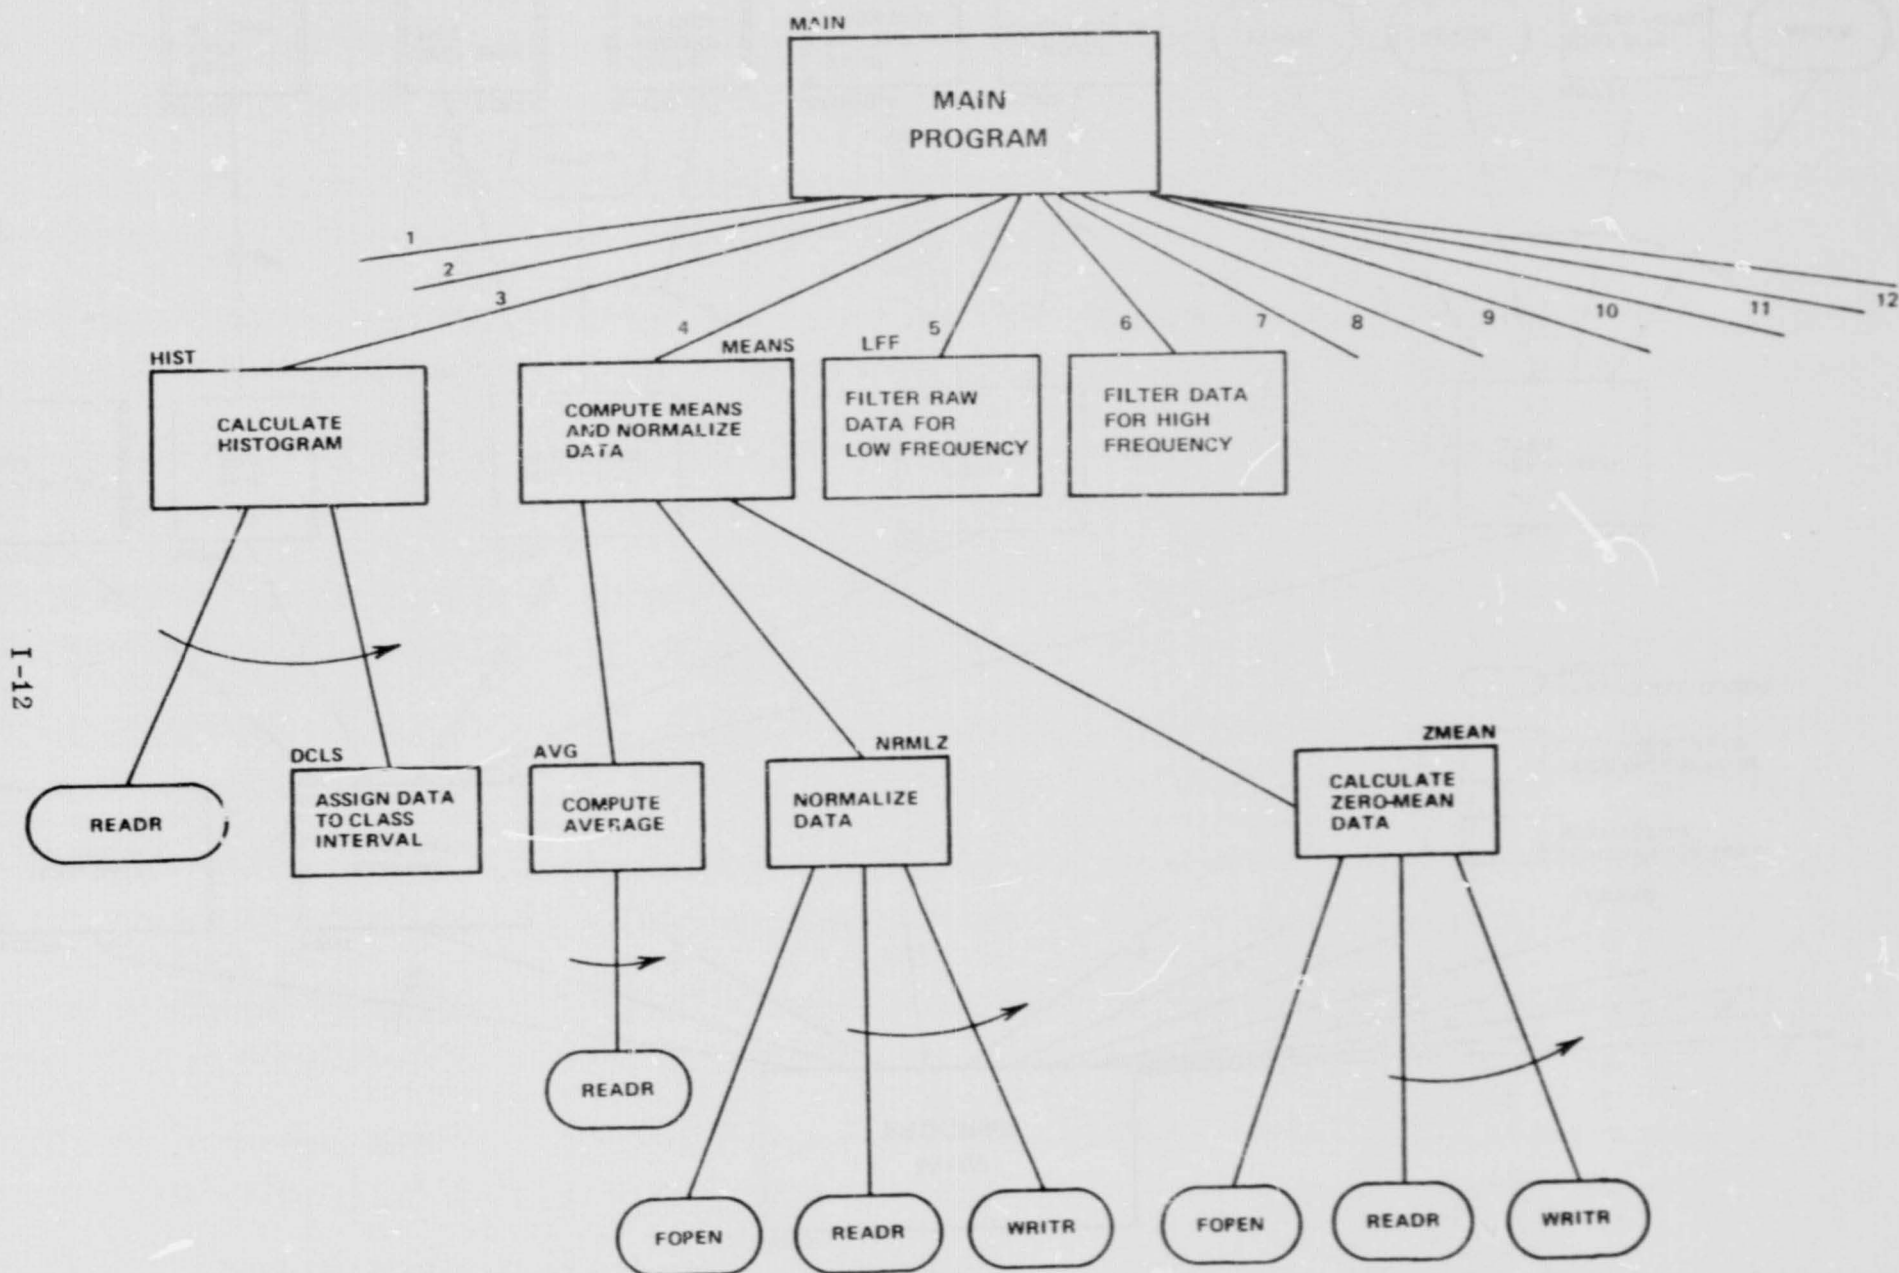 MAIN
MAIN
PROGRAM
1
2
3
4
5
6
7
8
9
10
11
12
HIST
CALCULATE
HISTOGRAM
MEANS
COMPUTE MEANS
AND NORMALIZE
DATA
LFF
FILTER RAW
DATA FOR
LOW FREQUENCY
FILTER DATA
FOR HIGH
FREQUENCY
I-12
READR
DCLS
ASSIGN DATA
TO CLASS
INTERVAL
AVG
COMPUTE
AVERAGE
NRMLZ
NORMALIZE
DATA
ZMEAN
CALCULATE
ZERO-MEAN
DATA
READR
FOPEN
READR
WRITR
FOPEN
READR
WRITR